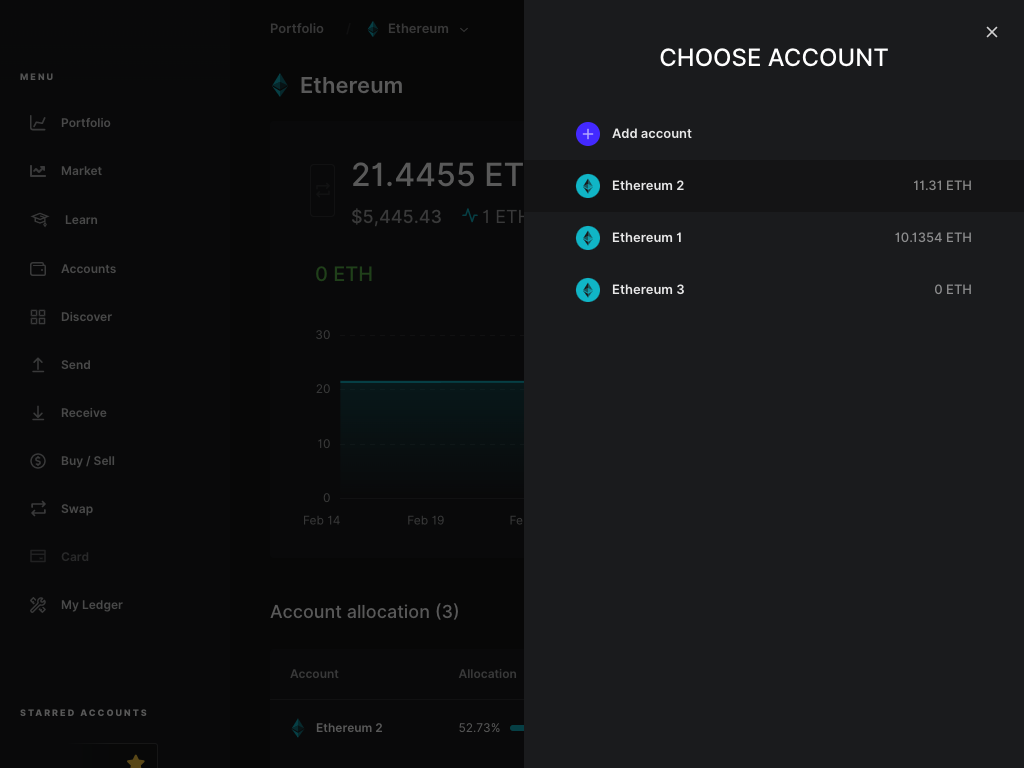 MENU
Portfolio
Market
Learn
Accounts
Discover
Send
Receive
Buy / Sell
Swap
Card
My Ledger
STARRED ACCOUNTS
Portfolio / Ethereum
Ethereum
21.4455 ET
$5,445.43 1 ETH
0 ETH
30
20
10
0
Feb 14 Feb 19 Fe
Account allocation (3)
Account Allocation
Ethereum 2 52.73%
CHOOSE ACCOUNT
Add account
Ethereum 2 11.31 ETH
Ethereum 1 10.1354 ETH
Ethereum 3 0 ETH